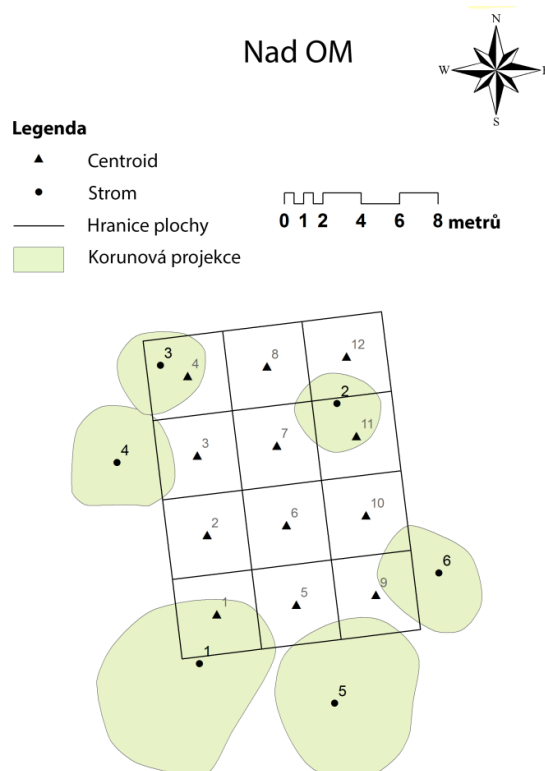 Nad OM
N
W
E
S
Legenda
Centroid
Strom
Hranice plochy
Korunová projekce
0 1 2 4 6 8 metrů
12
8
3
4
2
11
7
3
4
10
6
2
6
9
5
1
1
5